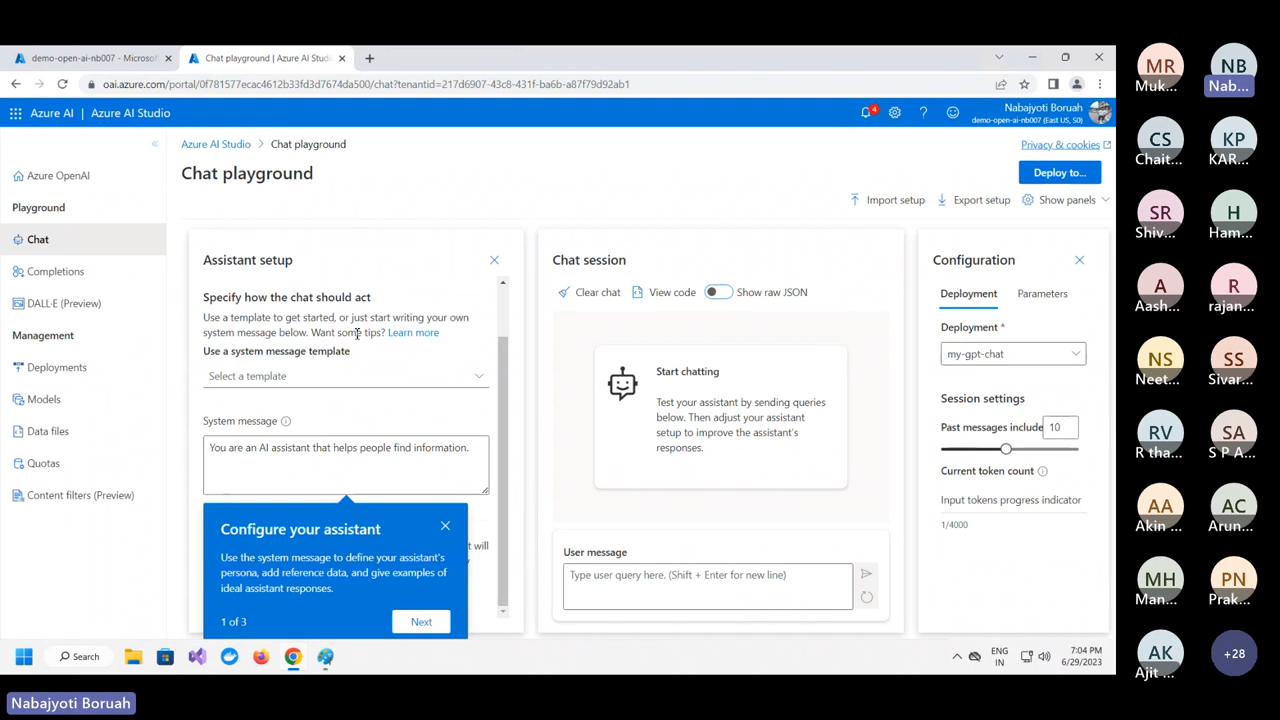 demo-open-ai-nb007 - Microsof
Chat playground | Azure AI Studi
oai.azure.com/portal/0f781577ecac4612b33fd3d7674da500/chat?tenantid=217d6907-43c8-431f-ba6b-a87f79d92ab1
Azure AI | Azure AI Studio
4
Nabajyoti Boruah
demo-open-ai-nb007 (East US, S0)
Azure AI Studio > Chat playground
Privacy & cookies
Chat playground
Deploy to...
Import setup
Export setup
Show panels
Azure OpenAI
Playground
Chat
Completions
DALL·E (Preview)
Management
Deployments
Models
Data files
Quotas
Content filters (Preview)
Assistant setup
Specify how the chat should act
Use a template to get started, or just start writing your own
system message below. Want some tips? Learn more
Use a system message template
Select a template
System message
You are an AI assistant that helps people find information.
t will
Configure your assistant
Use the system message to define your assistant's
persona, add reference data, and give examples of
ideal assistant responses.
1 of 3
Next
Chat session
Clear chat
View code
Show raw JSON
Start chatting
Test your assistant by sending queries
below. Then adjust your assistant
setup to improve the assistant's
responses.
User message
Type user query here. (Shift + Enter for new line)
Configuration
Deployment
Parameters
Deployment *
my-gpt-chat
Session settings
Past messages include
10
Current token count
Input tokens progress indicator
1/4000
Search
ENG
IN
7:04 PM
6/29/2023
MR
Muk...
NB
Nab...
CS
Chait...
KP
KAR...
SR
Shiv...
H
Ham...
A
Aash...
R
rajan...
NS
Neet...
SS
Sivar...
RV
R tha...
SA
S P A...
AA
Akin ...
AC
Arun...
MH
Man...
PN
Prak...
AK
Ajit ...
+28
Nabajyoti Boruah